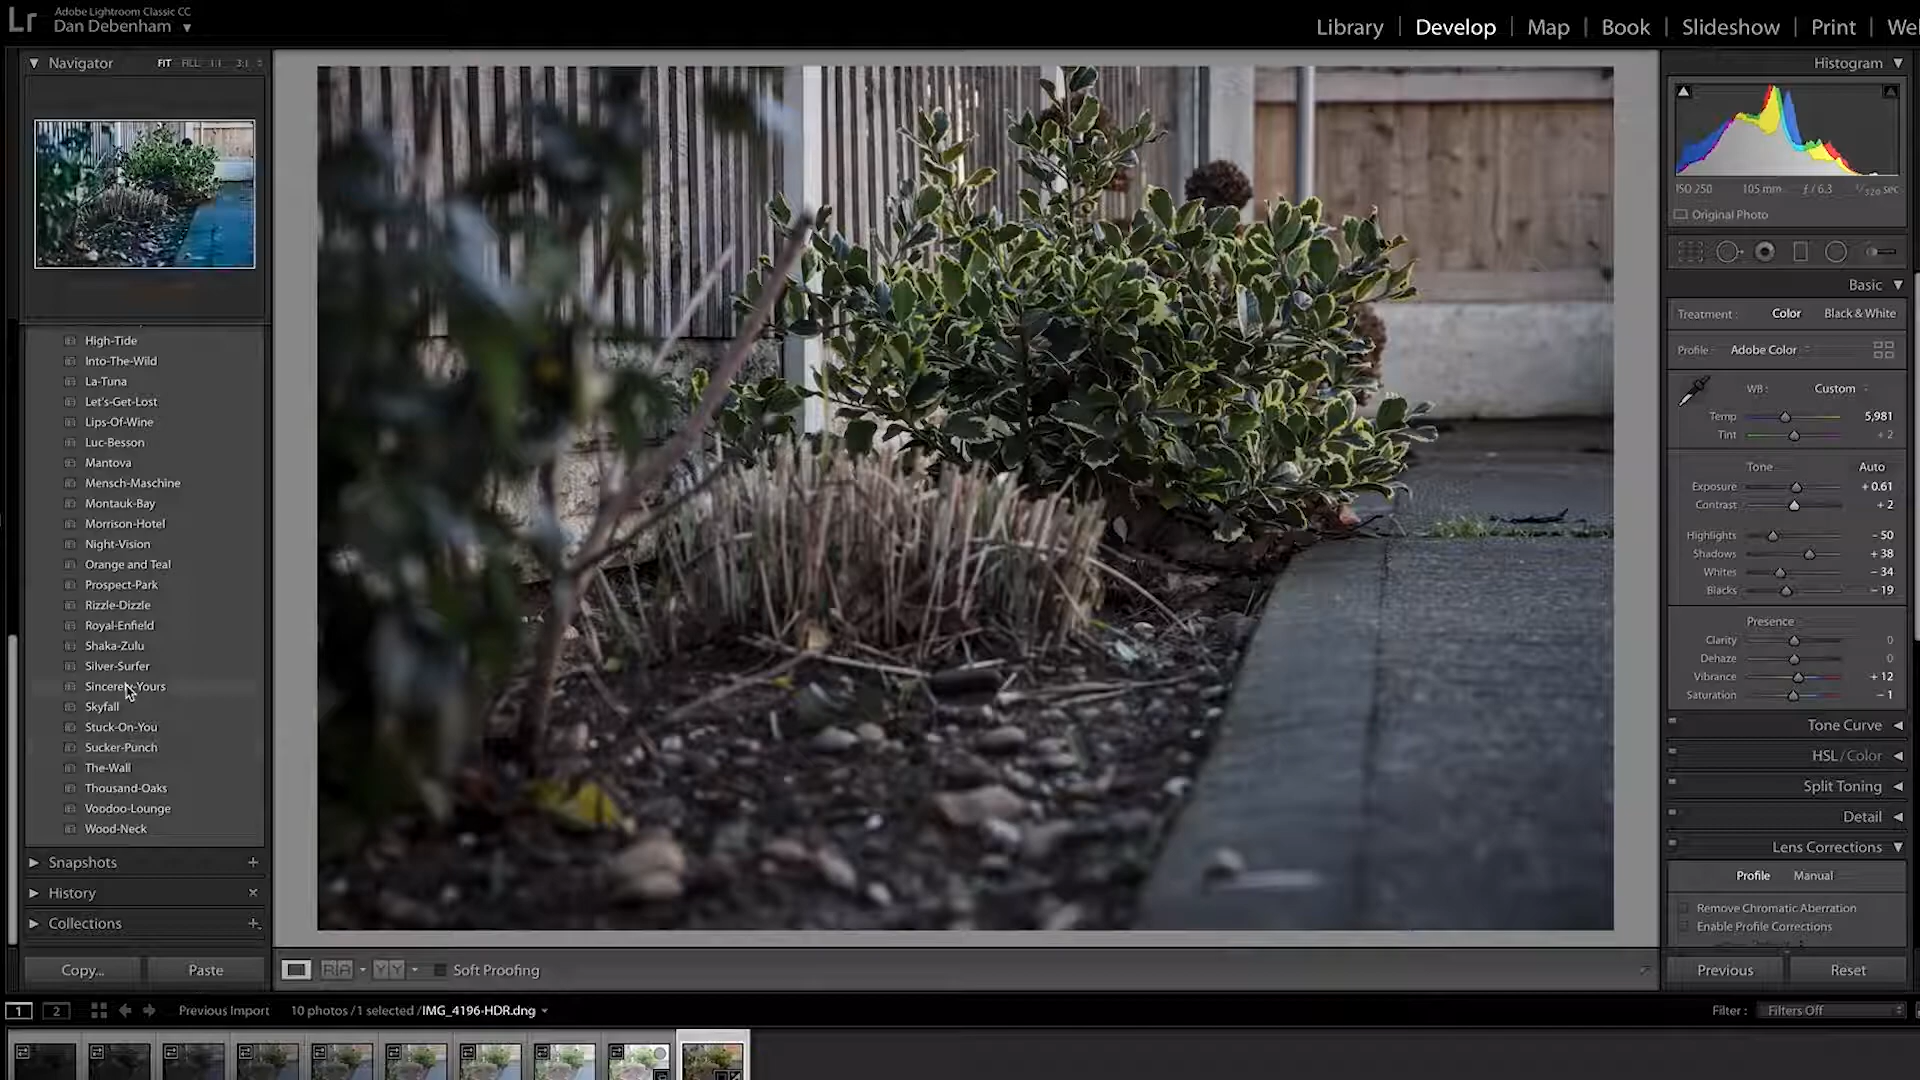 Lr Adobe Lightroom Classic CC
Dan Debenham
Library | Develop | Map | Book | Slideshow | Print | We
Navigator FIT FILL 1:1 3:1
High-Tide
Into-The-Wild
La-Tuna
Let's-Get-Lost
Lips-Of-Wine
Luc-Besson
Mantova
Mensch-Maschine
Montauk-Bay
Morrison-Hotel
Night-Vision
Orange and Teal
Prospect-Park
Rizzle-Dizzle
Royal-Enfield
Shaka-Zulu
Silver-Surfer
Sincerely-Yours
Skyfall
Stuck-On-You
Sucker-Punch
The-Wall
Thousand-Oaks
Voodoo-Lounge
Wood-Neck
Snapshots +
History ×
Collections +
Copy... Paste
Histogram
ISO 250 105 mm ƒ / 6.3 1/320 sec
Original Photo
Basic
Treatment : Color Black & White
Profile : Adobe Color
WB : Custom
Temp 5,981
Tint + 2
Tone Auto
Exposure + 0.61
Contrast + 2
Highlights - 50
Shadows + 38
Whites - 34
Blacks - 19
Presence
Clarity 0
Dehaze 0
Vibrance + 12
Saturation - 1
Tone Curve
HSL / Color
Split Toning
Detail
Lens Corrections
Profile Manual
Remove Chromatic Aberration
Enable Profile Corrections
Previous Reset
R A Y Y Soft Proofing
1 2 Previous Import 10 photos / 1 selected / IMG_4196-HDR.dng
Filter : Filters Off